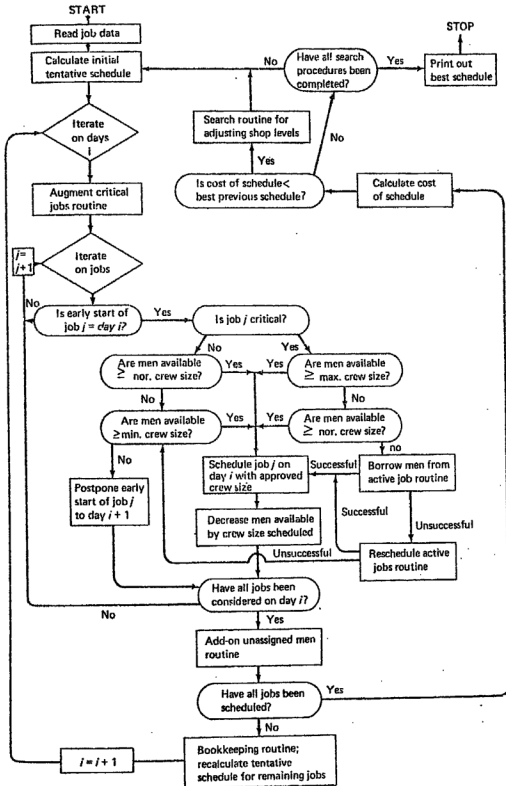 START
Read job data
Calculate initial
tentative schedule
Iterate
on days
i
Augment critical
jobs routine
Iterate
on jobs
j=
j+1
No
Is early start of
job j = day i?
Yes
Is job j critical?
No
Yes
Are men available
≥ nor. crew size?
Yes
Yes
Are men available
≥ max. crew size?
No
No
Are men available
≥min. crew size?
Yes
Yes
Are men available
≥ nor. crew size?
No
no
Postpone early
start of job j
to day i + 1
Schedule job j on
day i with approved
crew size
Successful
Borrow men from
active job routine
Successful
Unsuccessful
Decrease men available
by crew size scheduled
Unsuccessful
Reschedule active
jobs routine
Have all jobs been
considered on day i?
No
Yes
Add-on unassigned men
routine
Have all jobs been
scheduled?
Yes
No
Bookkeeping routine;
recalculate tentative
schedule for remaining jobs
i = i + 1
Calculate cost
of schedule
Is cost of schedule<
best previous schedule?
Yes
No
Search routine for
adjusting shop levels
Have all search
procedures been
completed?
No
Yes
Print out
best schedule
STOP